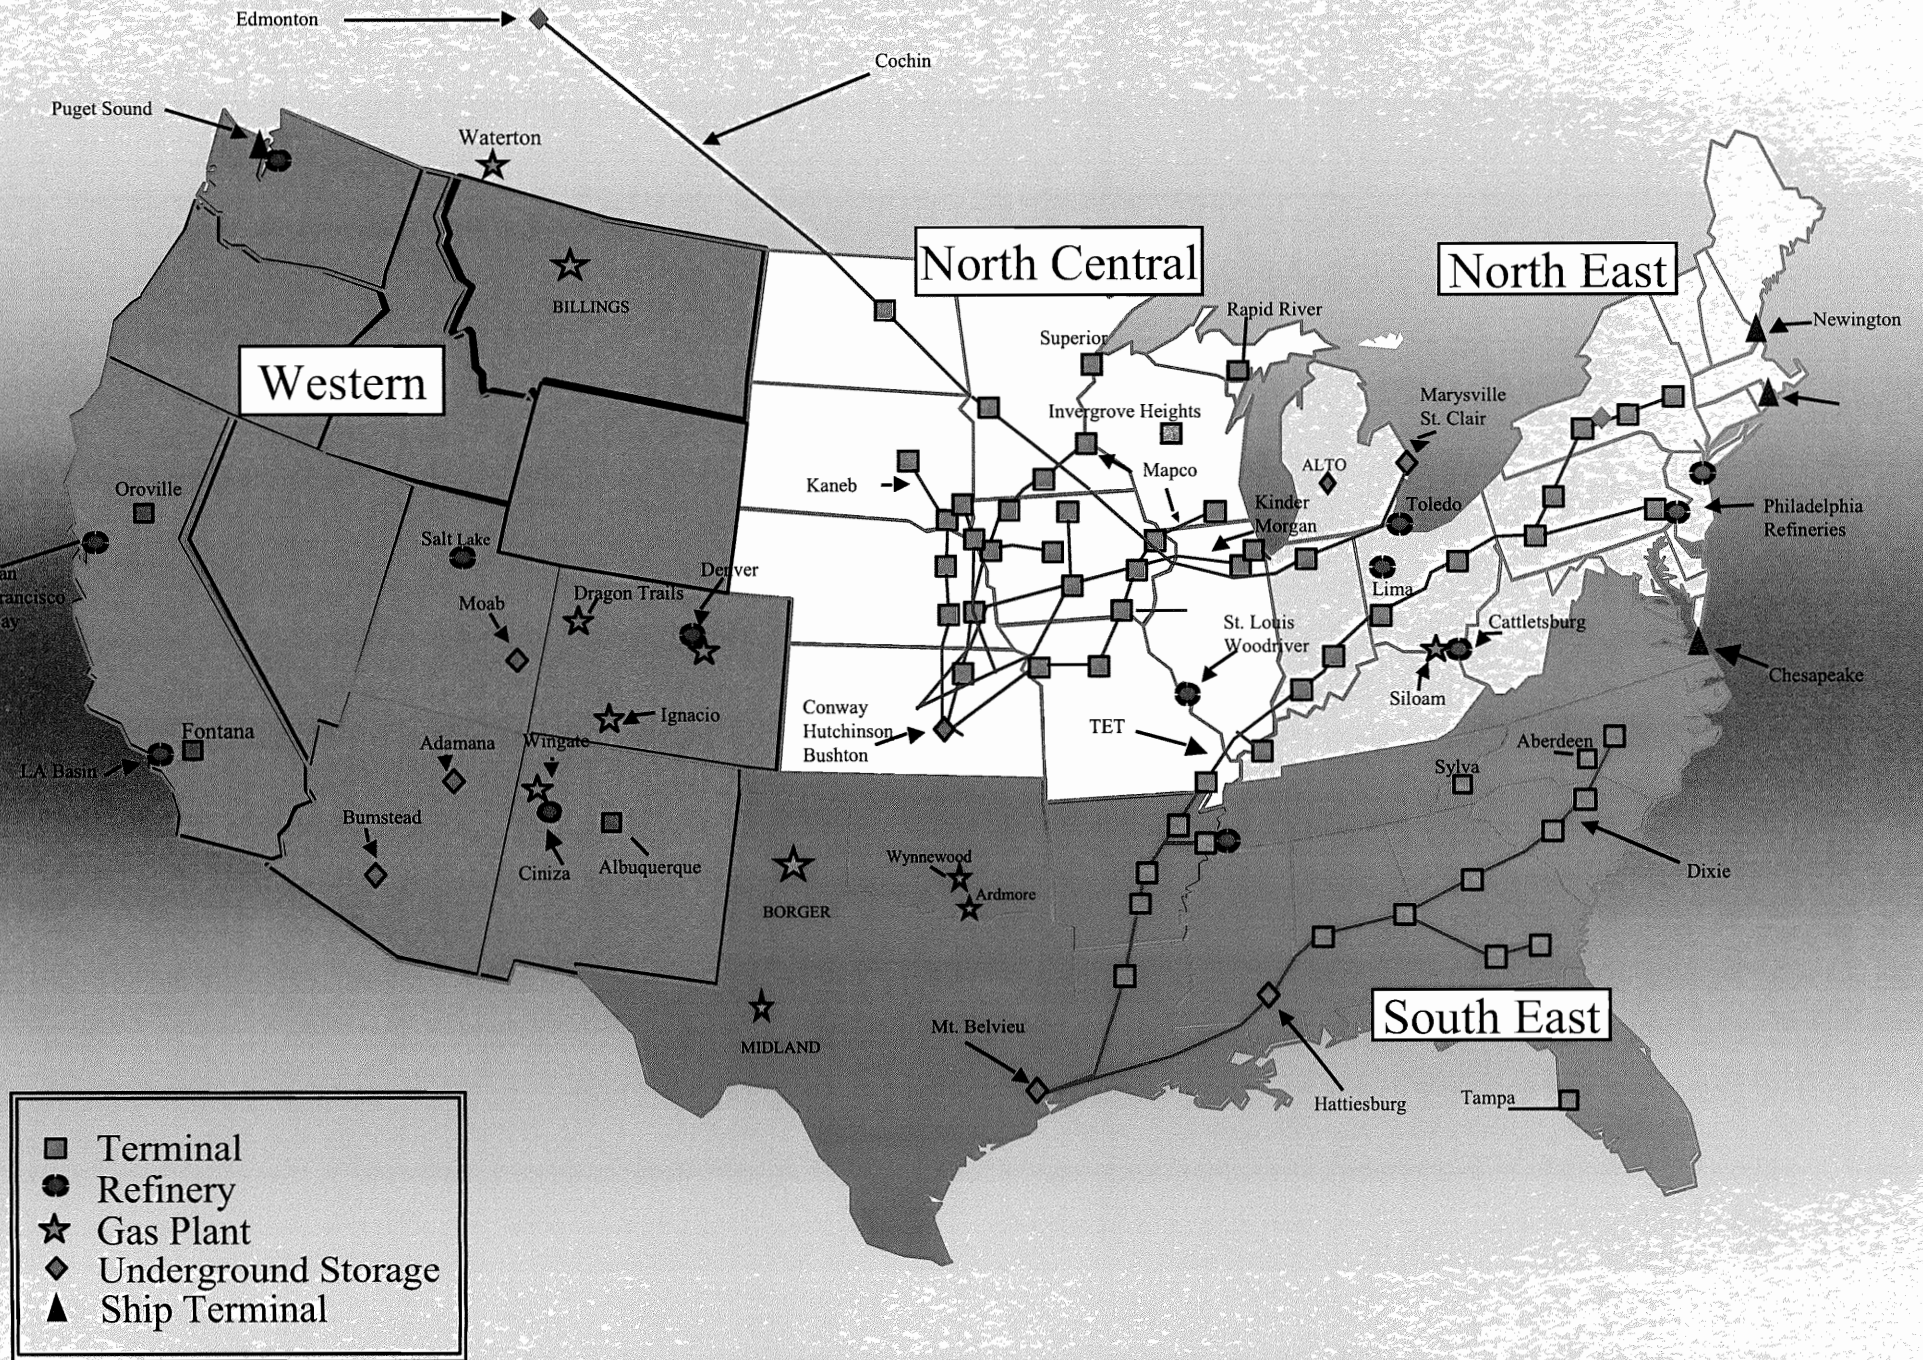 Edmonton
Cochin
Puget Sound
Waterton
North Central
North East
BILLINGS
Rapid River
Newington
Superior
Western
Marysville
St. Clair
Invergrove Heights
ALTO
Mapco
Kaneb
Oroville
Kinder
Morgan
Toledo
Philadelphia
Refineries
Salt Lake
Denver
an
rancisco
ay
Dragon Trails
Moab
Lima
St. Louis
Woodriver
Cattletsburg
Chesapeake
Siloam
Ignacio
Conway
Hutchinson
Bushton
TET
Fontana
Adamana
Wingate
Aberdeen
LA Basin
Sylva
Bumstead
Wynnewood
Ciniza
Albuquerque
Dixie
Ardmore
BORGER
South East
Mt. Belvieu
MIDLAND
Hattiesburg
Tampa
Terminal
Refinery
Gas Plant
Underground Storage
Ship Terminal